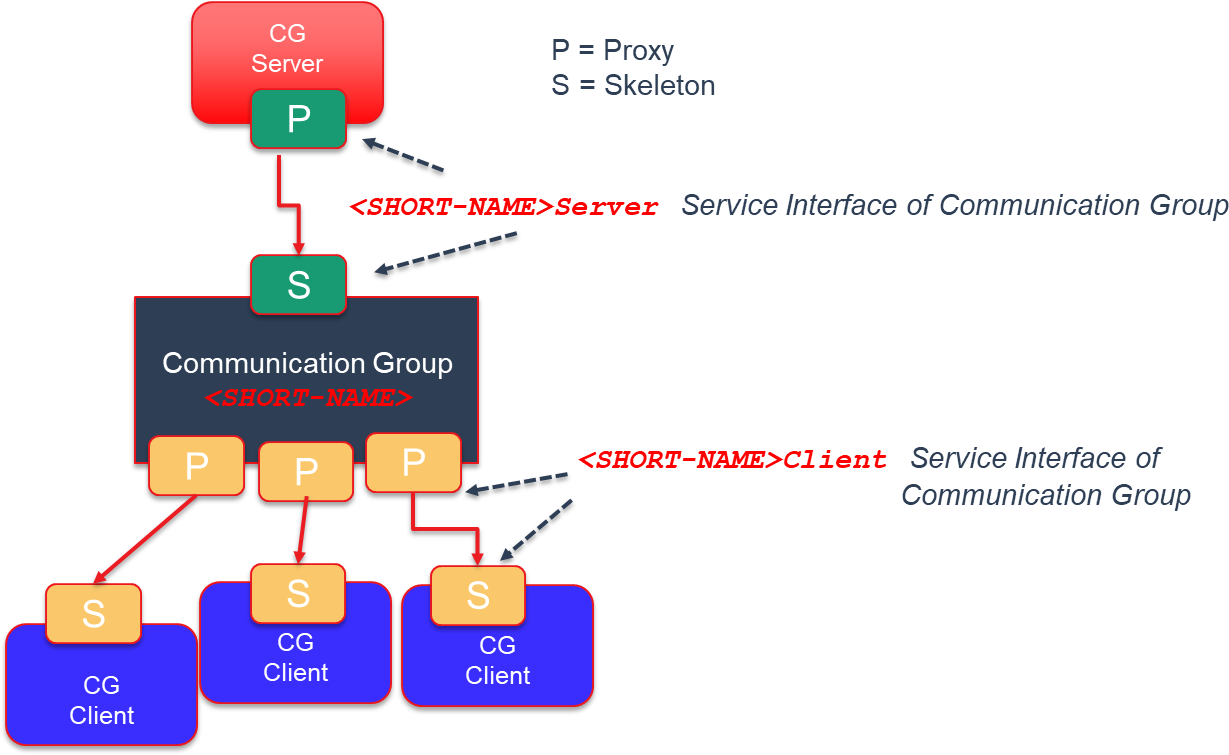 CG
Server
P
P = Proxy
S = Skeleton
<SHORT-NAME>Server Service Interface of Communication Group
S
Communication Group
<SHORT-NAME>
P
P
P
<SHORT-NAME>Client Service Interface of
Communication Group
S
CG
Client
S
CG
Client
S
CG
Client